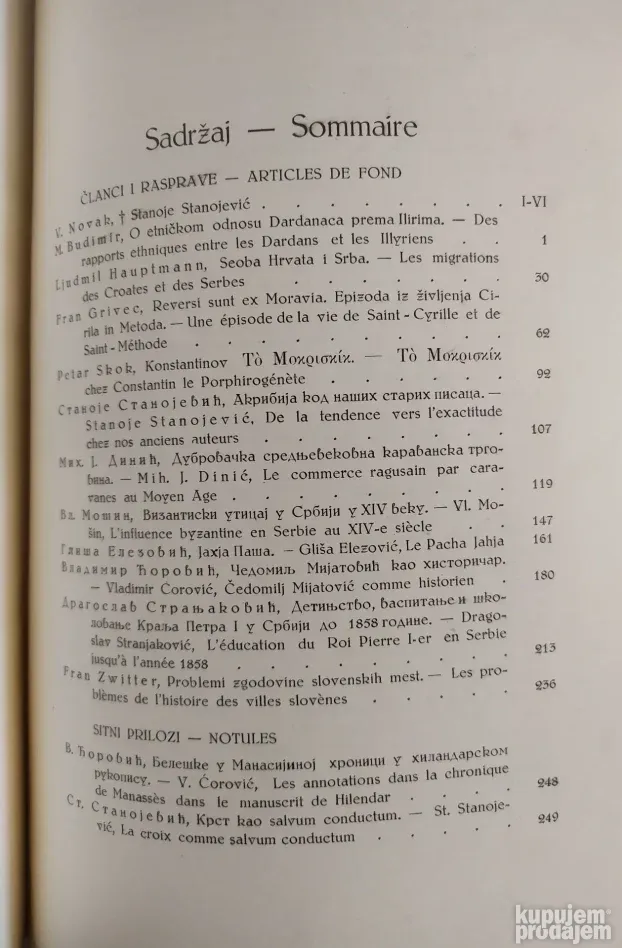 Sadržaj — Sommaire
ČLANCI I RASPRAVE — ARTICLES DE FOND
V. Novak, † Stanoje Stanojević . . . . . . . . I-VI
M. Budimir, O etničkom odnosu Dardanaca prema Ilirima. — Des
rapports ethniques entre les Dardans et les Illyriens . . 1
Ljudmil Hauptmann, Seoba Hrvata i Srba. — Les migrations
des Croates et des Serbes . . . . . . 30
Fran Grivec, Reversi sunt ex Moravia. Epizoda iz življenja Ci-
rila in Metoda. — Une épisode de la vie de Saint-Cyrille et de
Saint-Méthode . . . . . . . . . 62
Petar Skok, Konstantinov Τὸ Μοκρισκίκ. — Τὸ Μοκρισκίκ
chez Constantin le Porphirogénète . . . . . . 92
Станоје Станојевић, Акрибија код наших старих писаца. —
Stanoje Stanojević, De la tendence vers l'exactitude
chez nos anciens auteurs . . . . . . . 107
Мих. Ј. Динић, Дубровачка средњевековна караванска трго-
вина. — Mih. J. Dinić, Le commerce ragusain par cara-
vanes au Moyen Age . . . . . . . . 119
Вл. Мошин, Византиски утицај у Србији у XIV веку. — Vl. Mo-
šin, L'influence byzantine en Serbie au XIV-e siècle . . 147
Глиша Елезовић, Јахја Паша. — Gliša Elezović, Le Pacha Jahja 161
Владимир Ћоровић, Чедомиљ Мијатовић као хисторичар.
— Vladimir Ćorović, Čedomilj Mijatović comme historien . 180
Драгослав Страњаковић, Детињство, васпитање и шко-
ловање Краља Петра I у Србији до 1858 године. — Drago-
slav Stranjaković, L'éducation du Roi Pierre I-er en Serbie
jusqu'à l'année 1858 . . . . . . . . 213
Fran Zwitter, Problemi zgodovine slovenskih mest. — Les pro-
blèmes de l'histoire des villes slovènes . . . . . 236
SITNI PRILOZI — NOTULES
В. Ћоровић, Белешке у Манасијиној хроници у хиландарском
рукопису. — V. Ćorović, Les annotations dans la chronique
de Manassès dans le manuscrit de Hilendar . . . . 248
Ст. Станојевић, Крст као salvum conductum. — St. Stanoje-
vić, La croix comme salvum conductum . . . . . 249
kupujem
prodajem